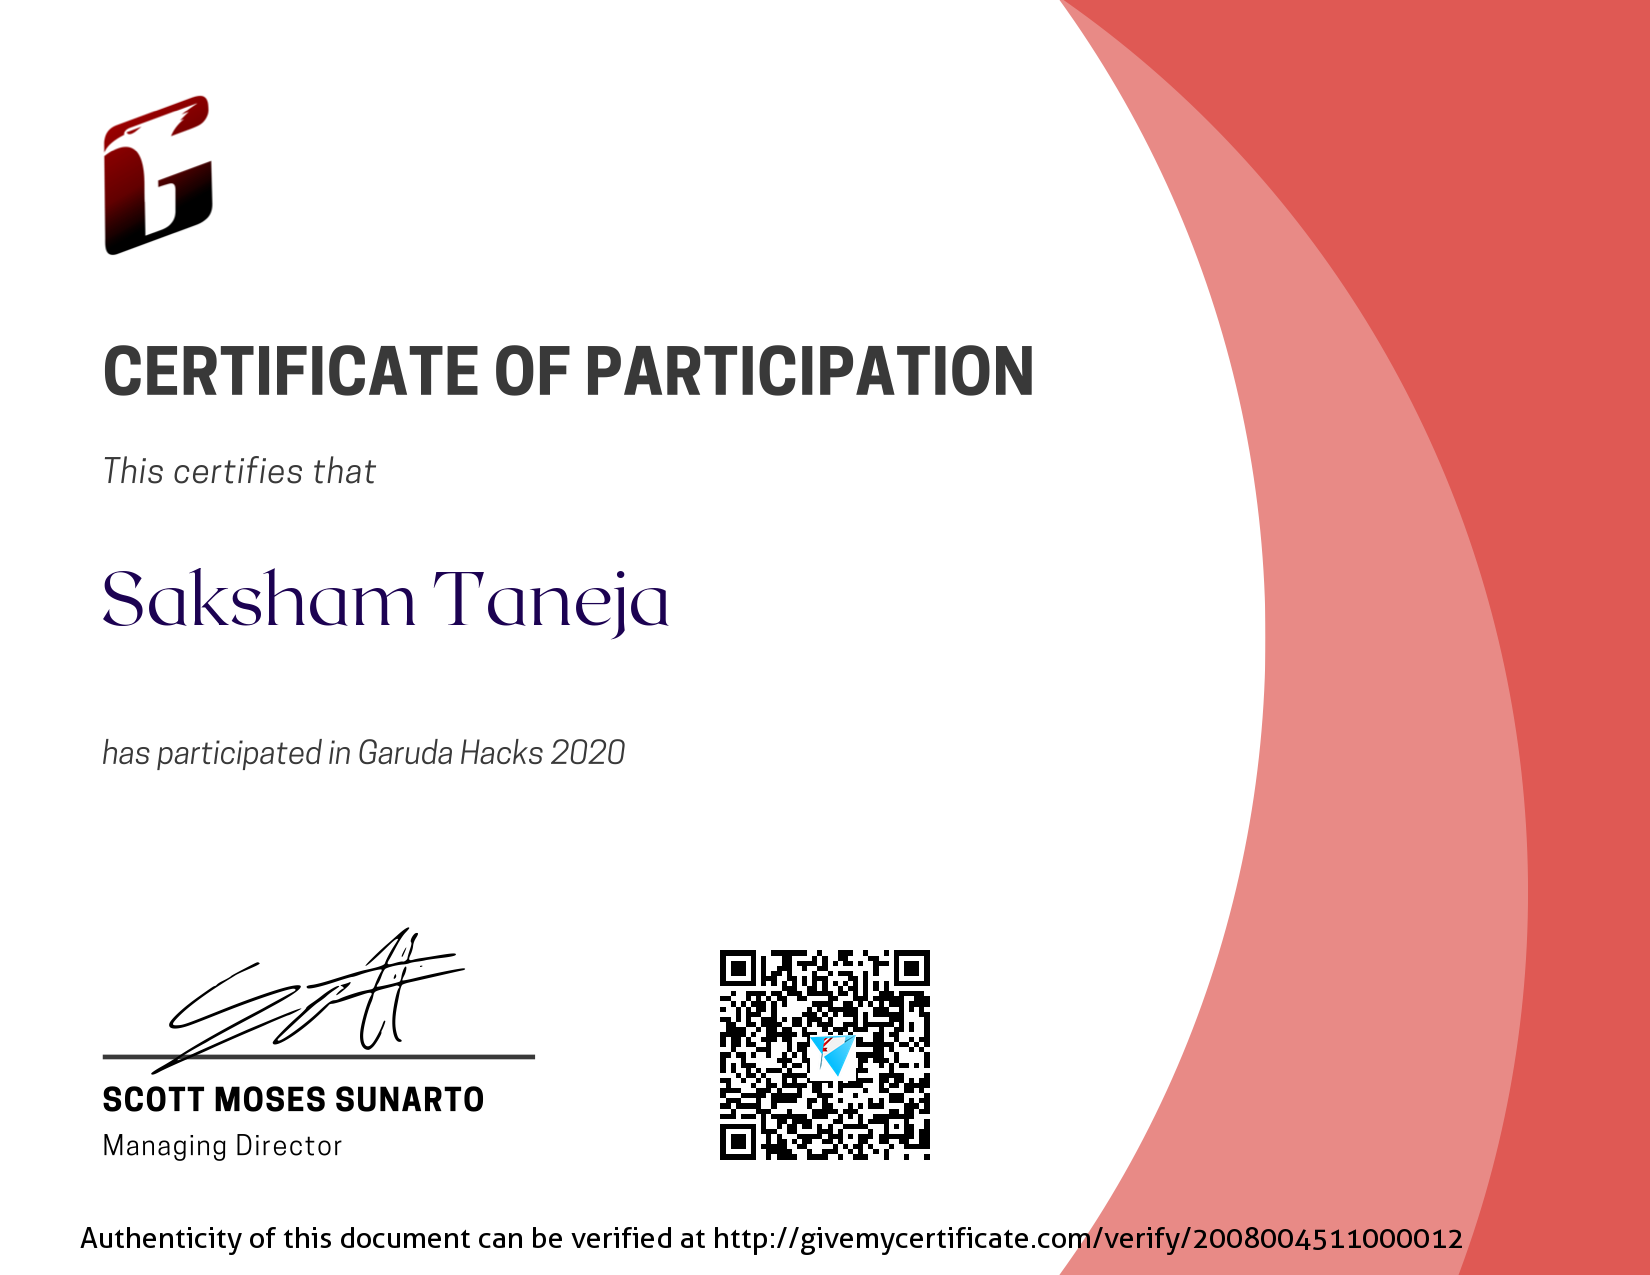 CERTIFICATE OF PARTICIPATION
This certifies that
Saksham Taneja
has participated in Garuda Hacks 2020
SCOTT MOSES SUNARTO
Managing Director
Authenticity of this document can be verified at http://givemycertificate.com/verify/2008004511000012